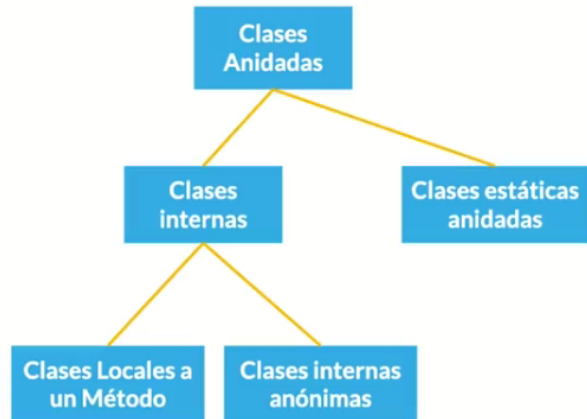 Clases
Anidadas
Clases
internas
Clases estáticas
anidadas
Clases Locales a
un Método
Clases internas
anónimas